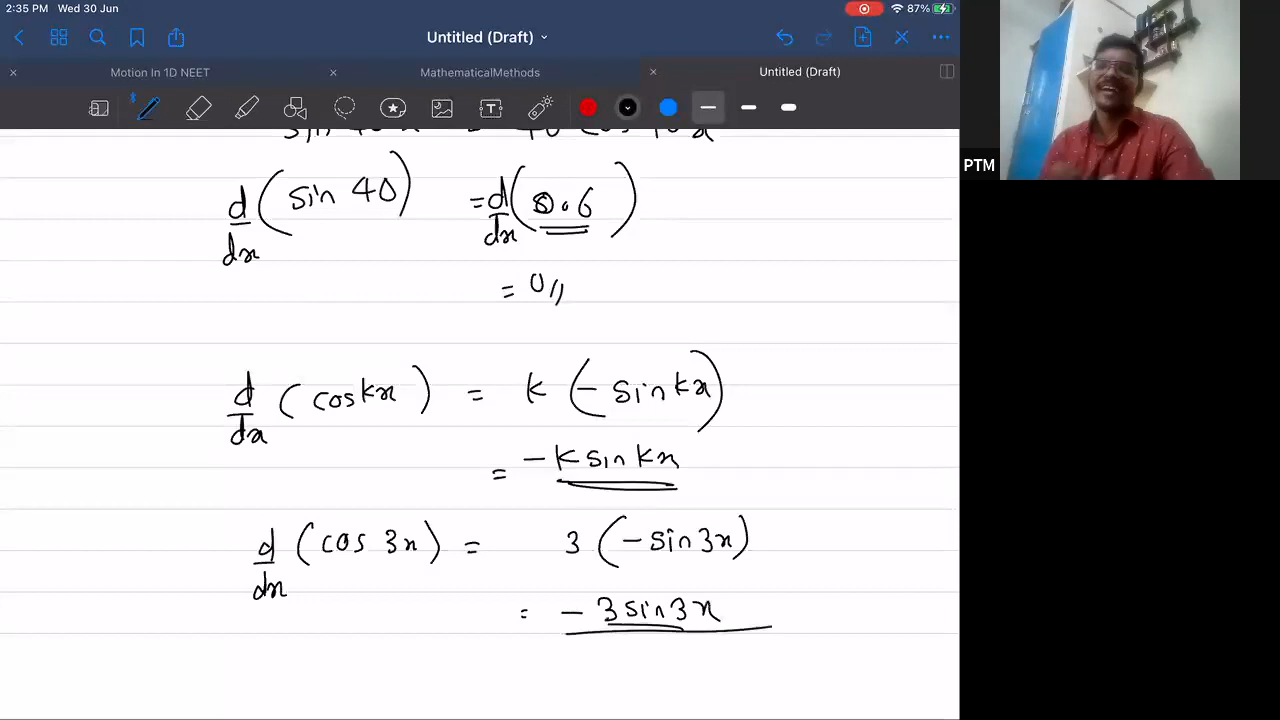 2:35 PM Wed 30 Jun 87%
Untitled (Draft)
Motion In 1D NEET MathematicalMethods Untitled (Draft)
PTM
d/dx (sin 40) = d/dx (0.6)
= 0//
d/dx (cos kx) = k (- sin kx)
= - k sin kx
d/dx (cos 3x) = 3 (- sin 3x)
= - 3 sin 3x